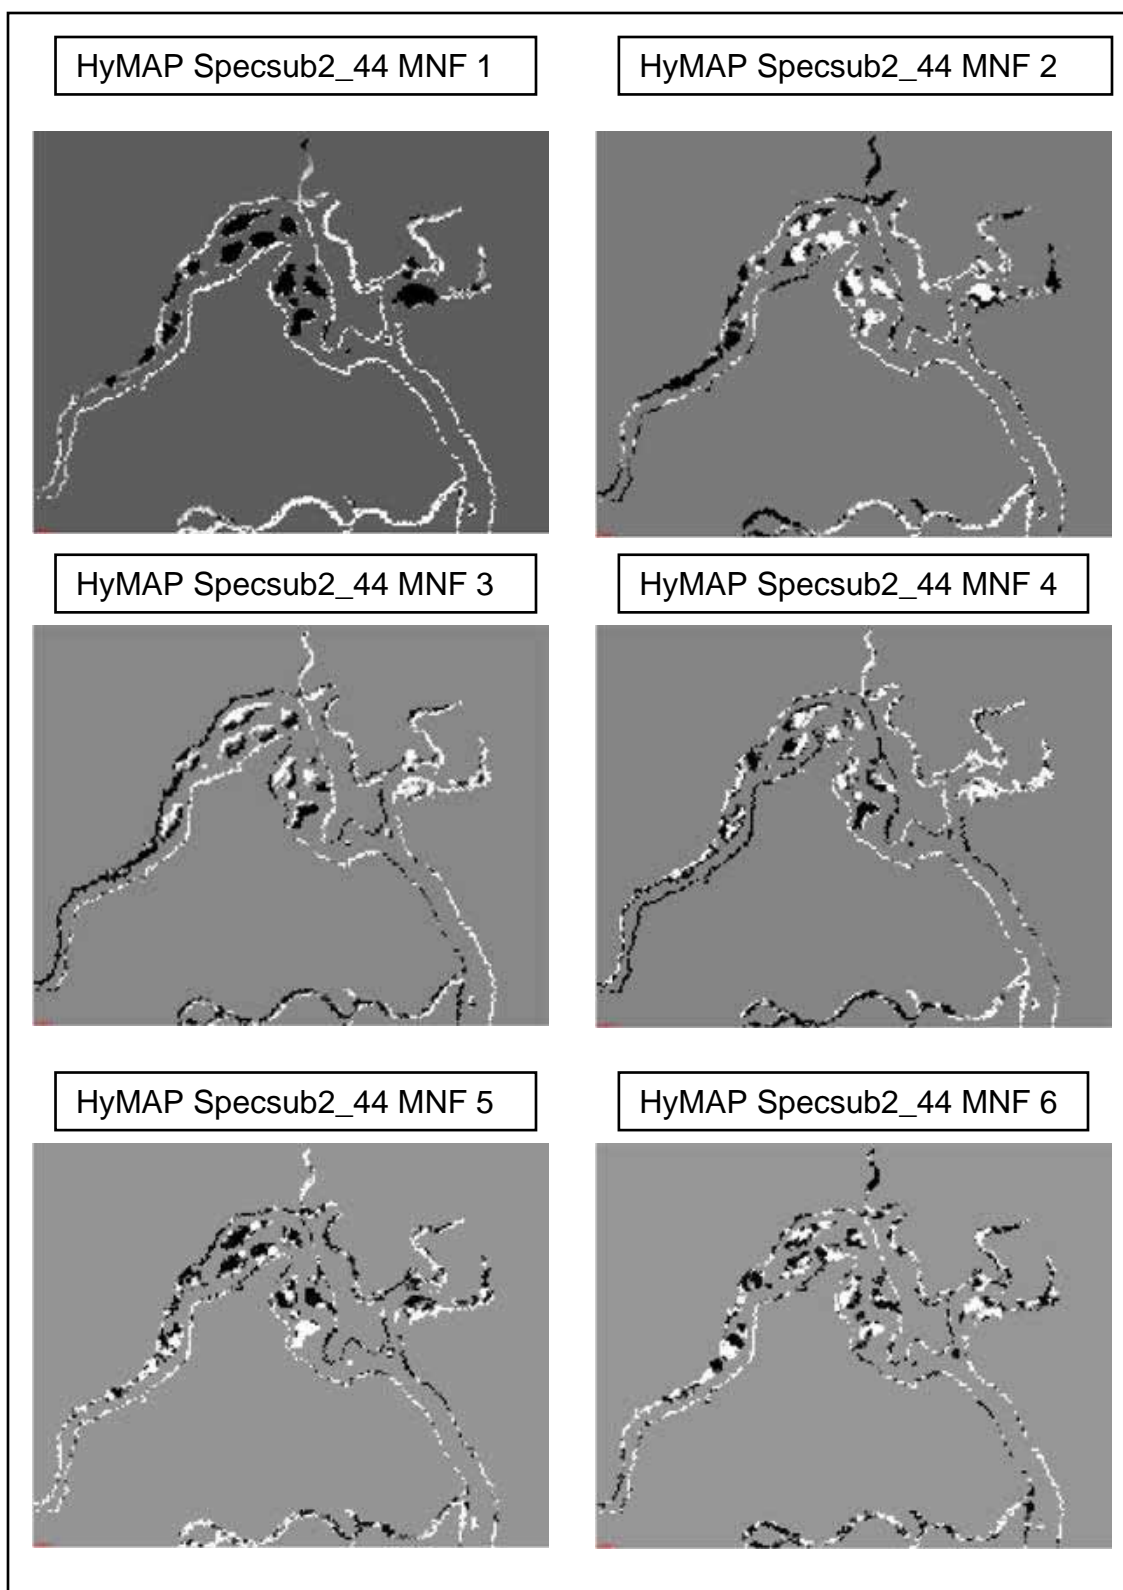 HyMAP Specsub2_44 MNF 1
HyMAP Specsub2_44 MNF 2
HyMAP Specsub2_44 MNF 3
HyMAP Specsub2_44 MNF 4
HyMAP Specsub2_44 MNF 5
HyMAP Specsub2_44 MNF 6